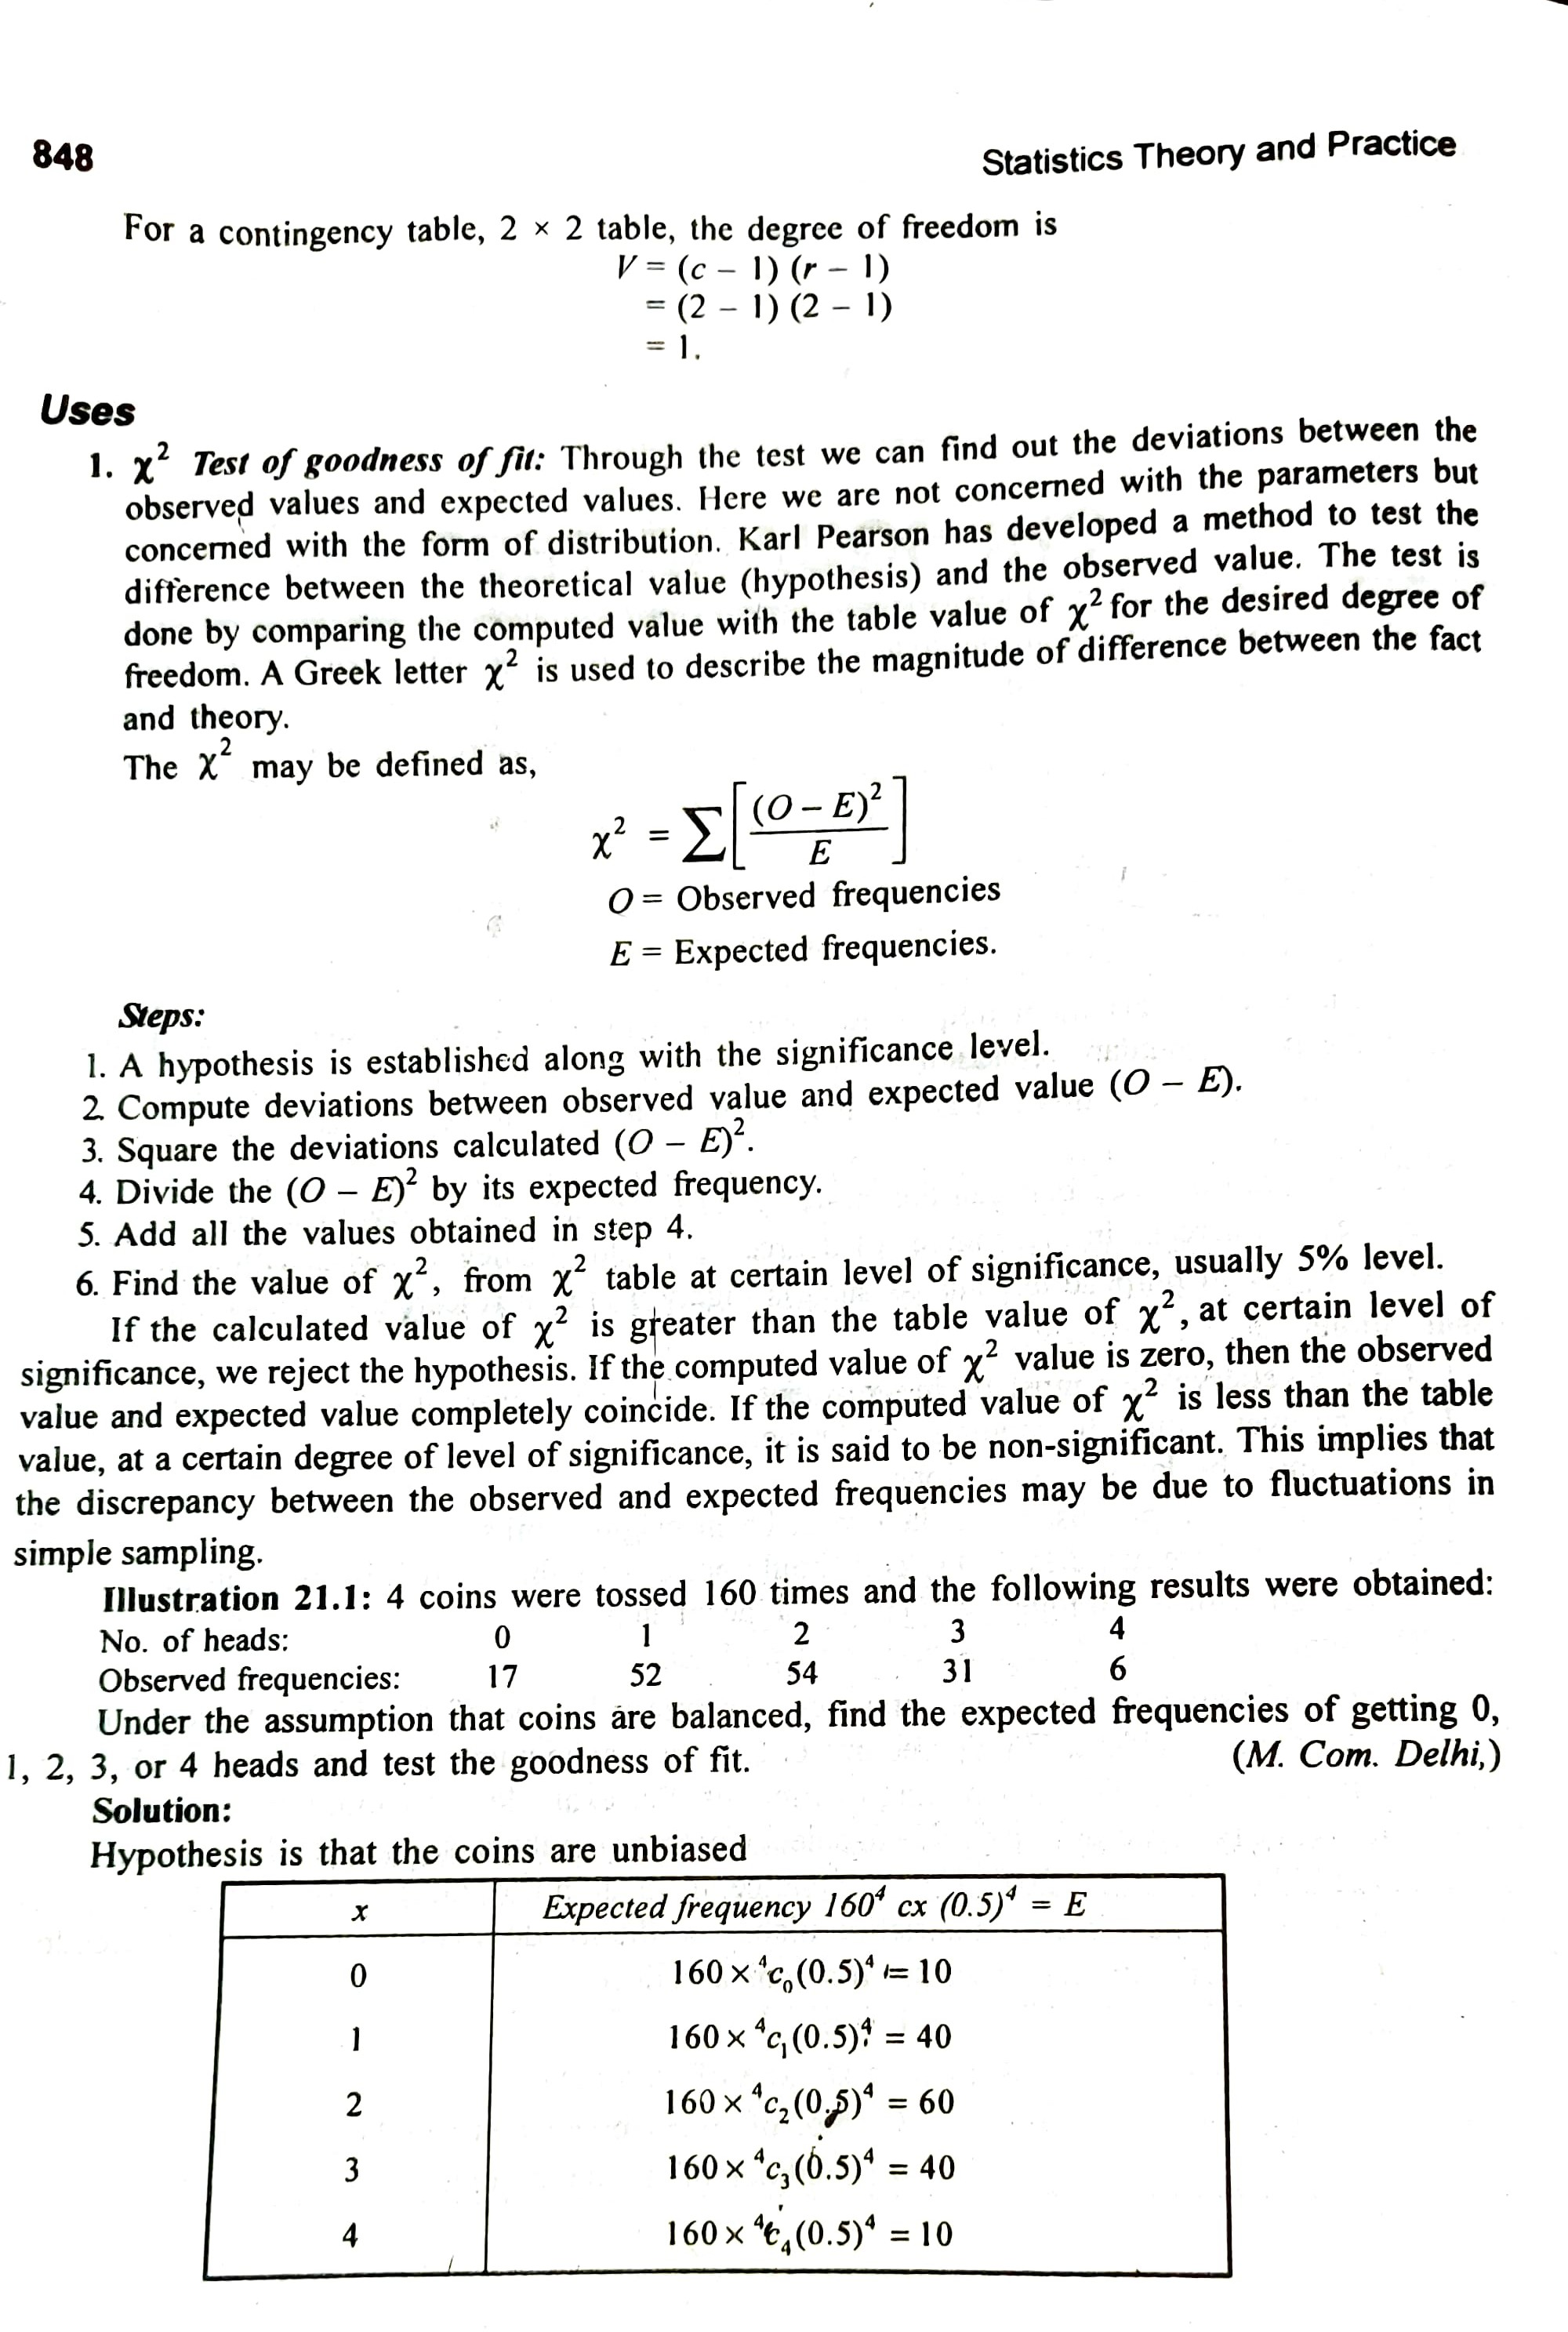 848
Statistics Theory and Practice
For a contingency table, 2 × 2 table, the degree of freedom is
V = (c – 1) (r – 1)
= (2 – 1) (2 – 1)
= 1.
Uses
1. χ² Test of goodness of fit: Through the test we can find out the deviations between the
observed values and expected values. Here we are not concerned with the parameters but
concerned with the form of distribution. Karl Pearson has developed a method to test the
difference between the theoretical value (hypothesis) and the observed value. The test is
done by comparing the computed value with the table value of χ² for the desired degree of
freedom. A Greek letter χ² is used to describe the magnitude of difference between the fact
and theory.
The χ² may be defined as,
χ² = Σ[(O – E)² / E]
O = Observed frequencies
E = Expected frequencies.
Steps:
1. A hypothesis is established along with the significance level.
2. Compute deviations between observed value and expected value (O – E).
3. Square the deviations calculated (O – E)².
4. Divide the (O – E)² by its expected frequency.
5. Add all the values obtained in step 4.
6. Find the value of χ², from χ² table at certain level of significance, usually 5% level.
If the calculated value of χ² is greater than the table value of χ², at certain level of
significance, we reject the hypothesis. If the computed value of χ² value is zero, then the observed
value and expected value completely coincide. If the computed value of χ² is less than the table
value, at a certain degree of level of significance, it is said to be non-significant. This implies that
the discrepancy between the observed and expected frequencies may be due to fluctuations in
simple sampling.
Illustration 21.1: 4 coins were tossed 160 times and the following results were obtained:
No. of heads: 0 1 2 3 4
Observed frequencies: 17 52 54 31 6
Under the assumption that coins are balanced, find the expected frequencies of getting 0,
1, 2, 3, or 4 heads and test the goodness of fit. (M. Com. Delhi,)
Solution:
Hypothesis is that the coins are unbiased
x Expected frequency 160⁴ cx (0.5)⁴ = E
0 160 × ⁴c₀(0.5)⁴ = 10
1 160 × ⁴c₁(0.5)⁴ = 40
2 160 × ⁴c₂(0.5)⁴ = 60
3 160 × ⁴c₃(0.5)⁴ = 40
4 160 × ⁴c₄(0.5)⁴ = 10